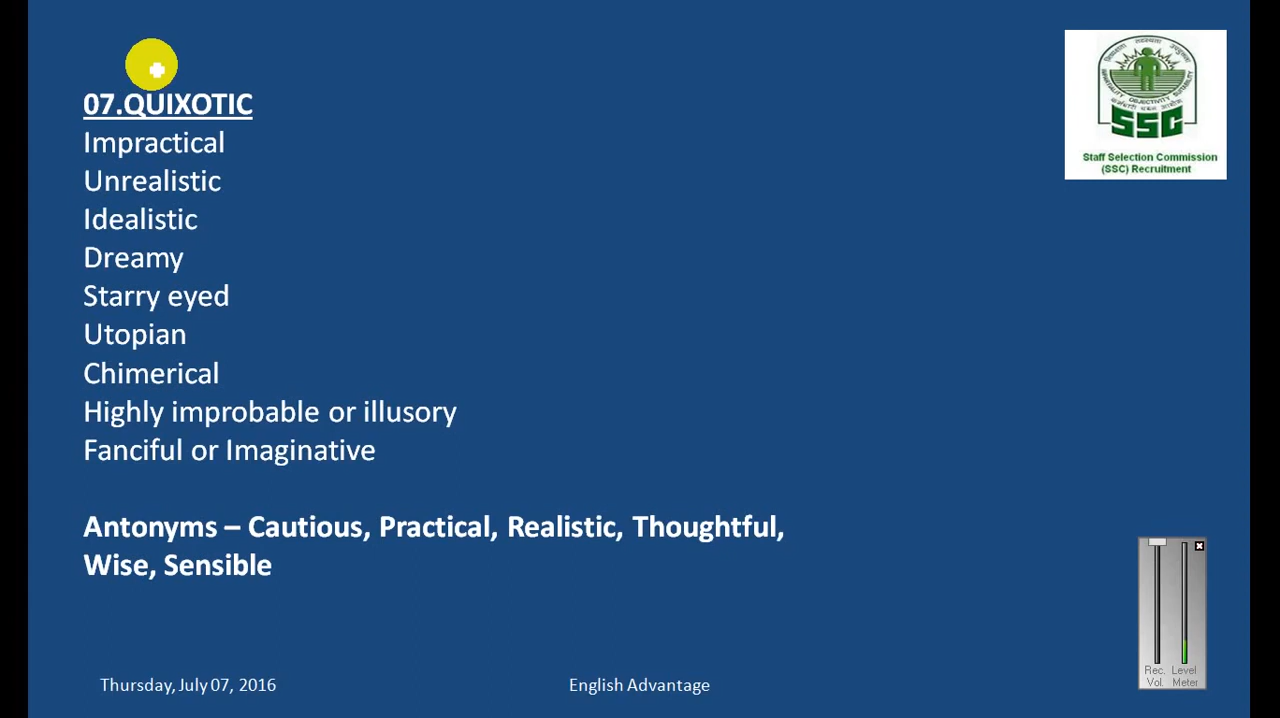 07.QUIXOTIC
Impractical
Unrealistic
Idealistic
Dreamy
Starry eyed
Utopian
Chimerical
Highly improbable or illusory
Fanciful or Imaginative
Antonyms – Cautious, Practical, Realistic, Thoughtful,
Wise, Sensible
SSC
Staff Selection Commission
(SSC) Recruitment
Rec. Level
Vol. Meter
Thursday, July 07, 2016
English Advantage